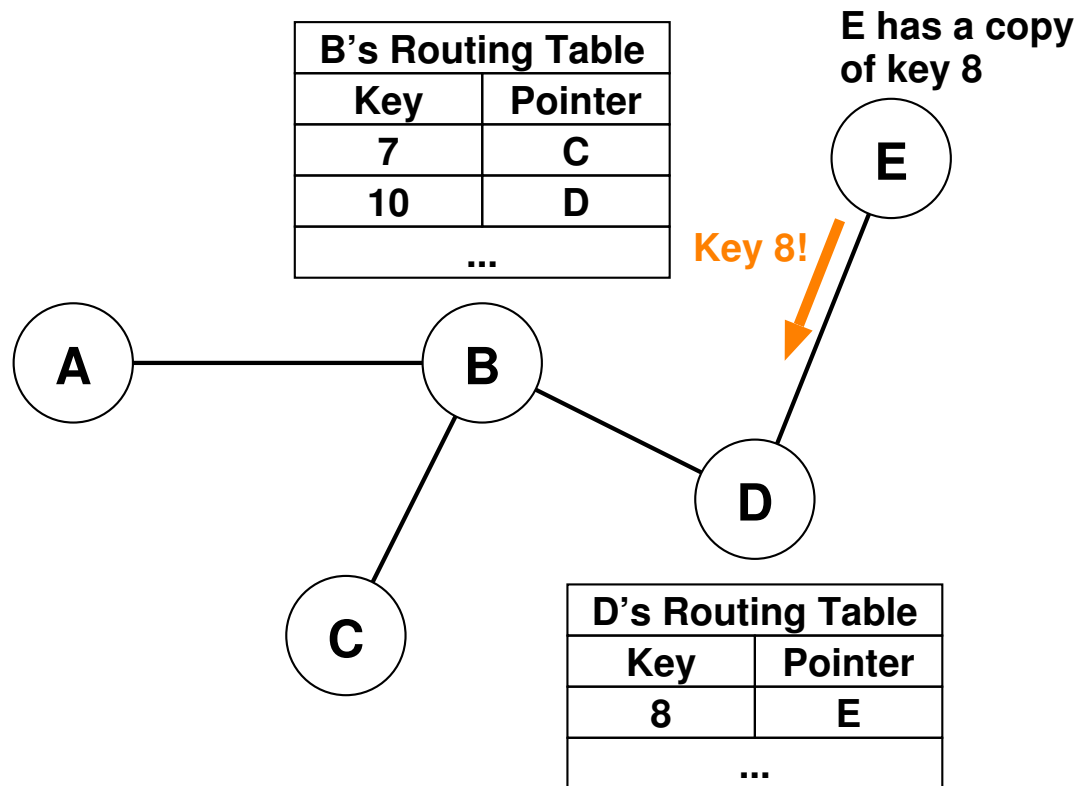 E has a copy
of key 8
B's Routing Table
Key Pointer
7 C
10 D
...
E
Key 8!
A
B
D
C
D's Routing Table
Key Pointer
8 E
...